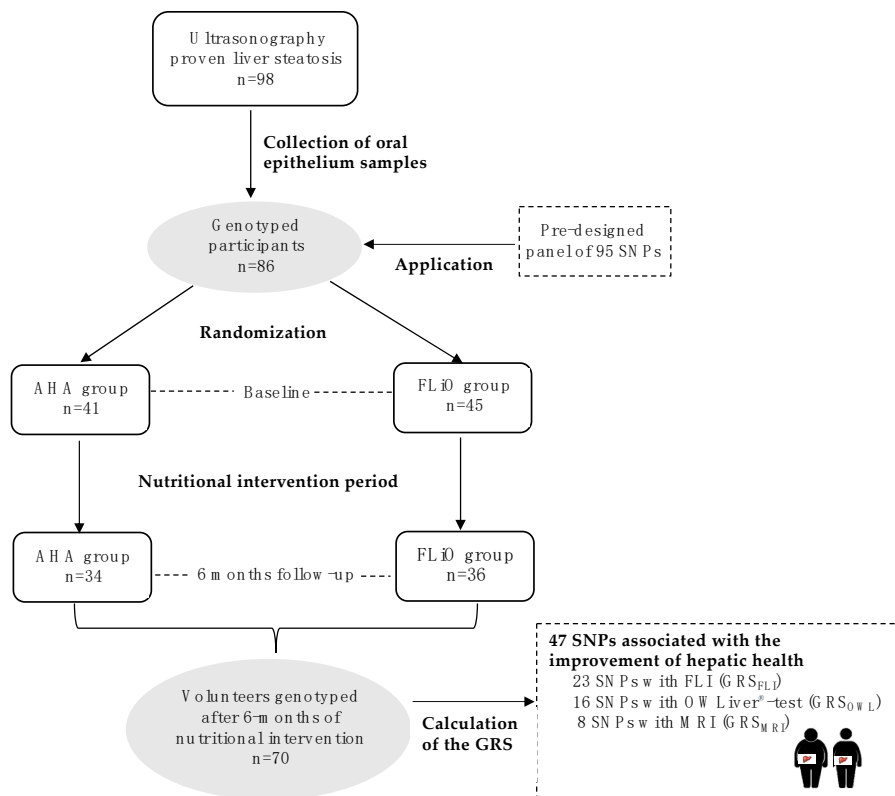 Ultrasonography
proven liver steatosis
n=98
Collection of oral
epithelium samples
Genotyped
participants
n=86
Pre-designed
panel of 95 SNPs
Application
Randomization
AHA group
n=41
Baseline
FLiO group
n=45
Nutritional intervention period
AHA group
n=34
6 months follow-up
FLiO group
n=36
Volunteers genotyped
after 6-months of
nutritional intervention
n=70
Calculation
of the GRS
47 SNPs associated with the
improvement of hepatic health
23 SNPs with FLI (GRS_FLI)
16 SNPs with OWLiver®-test (GRS_OWL)
8 SNPs with MRI (GRS_MRI)